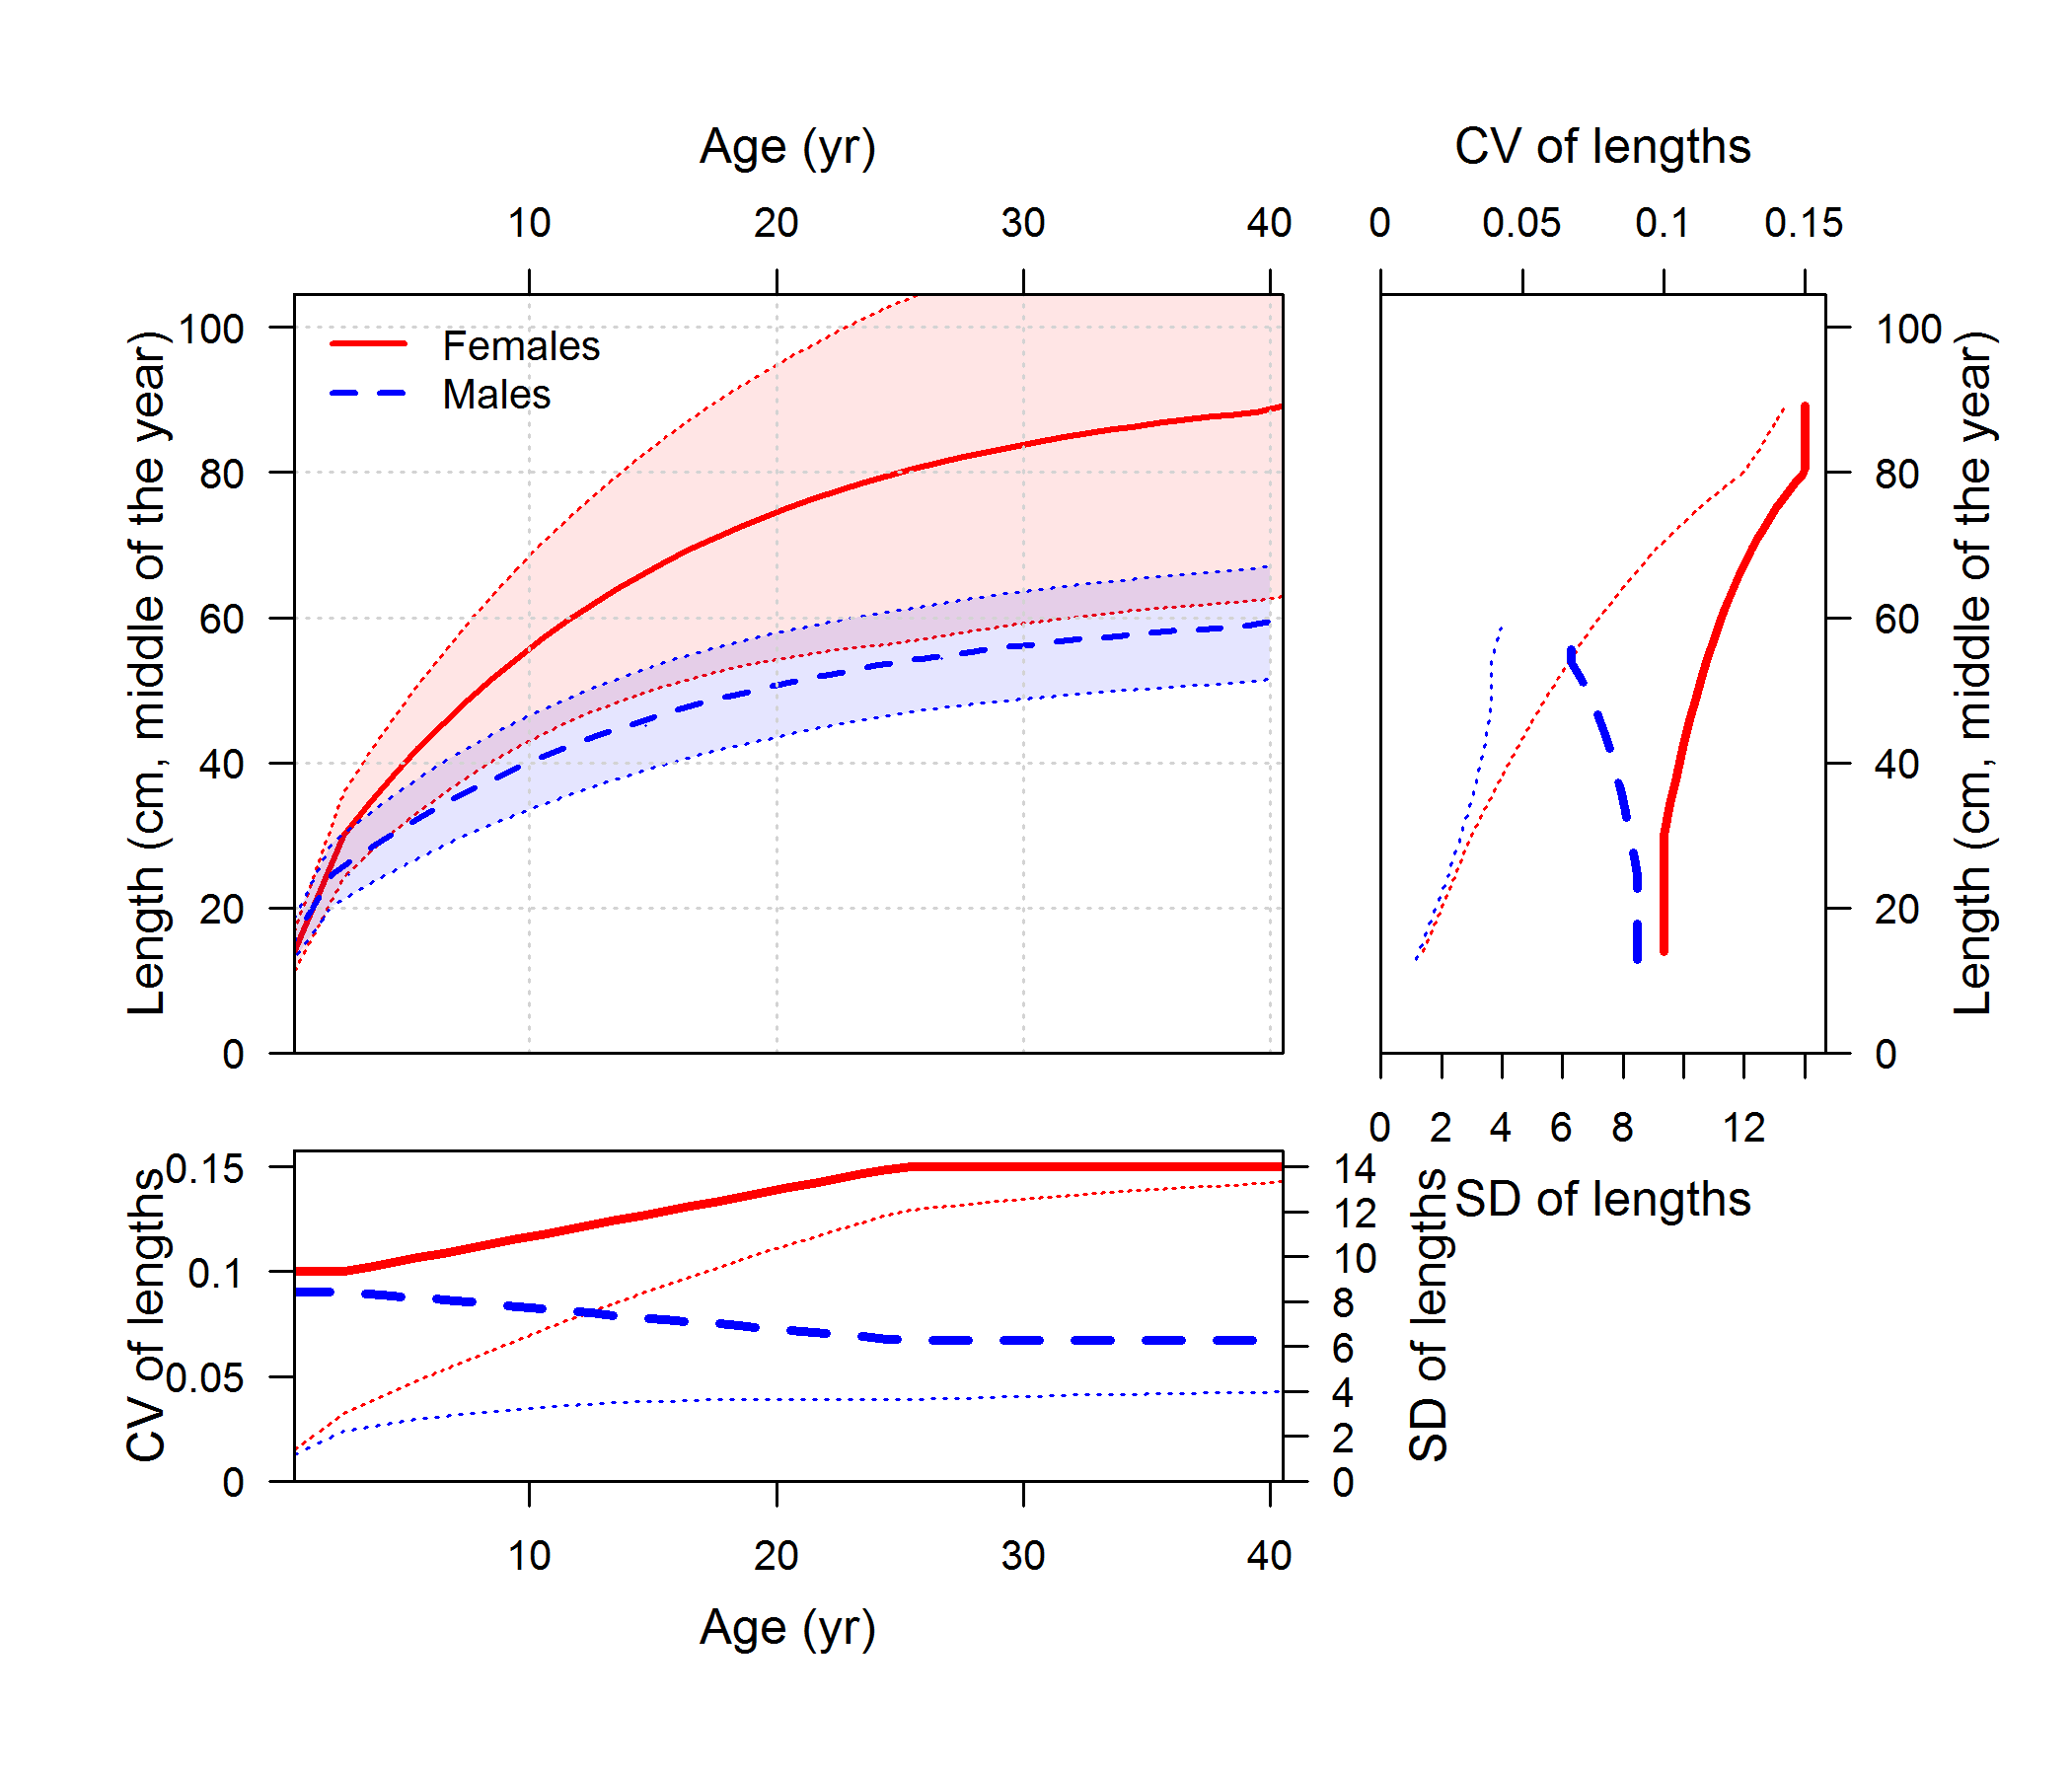 Age (yr)
CV of lengths
10 20 30 40
0 0.05 0.1 0.15
Length (cm, middle of the year)
100
80
60
40
20
0
Females
Males
100
80
60
40
20
0
Length (cm, middle of the year)
0 2 4 6 8 12
SD of lengths
CV of lengths
0.15
0.1
0.05
0
14
12
10
8
6
4
2
0
SD of lengths
10 20 30 40
Age (yr)